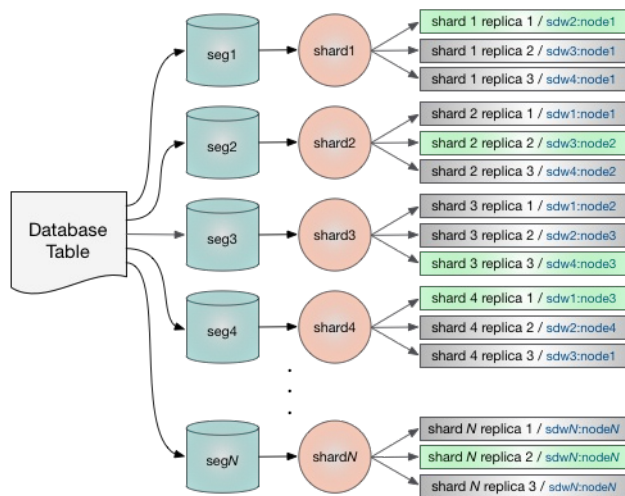 Database
Table
seg1
shard1
shard 1 replica 1 / sdw2:node1
shard 1 replica 2 / sdw3:node1
shard 1 replica 3 / sdw4:node1
seg2
shard2
shard 2 replica 1 / sdw1:node1
shard 2 replica 2 / sdw3:node2
shard 2 replica 3 / sdw4:node2
seg3
shard3
shard 3 replica 1 / sdw1:node2
shard 3 replica 2 / sdw2:node3
shard 3 replica 3 / sdw4:node3
seg4
shard4
shard 4 replica 1 / sdw1:node3
shard 4 replica 2 / sdw2:node4
shard 4 replica 3 / sdw3:node1
segN
shardN
shard N replica 1 / sdwN:nodeN
shard N replica 2 / sdwN:nodeN
shard N replica 3 / sdwN:nodeN